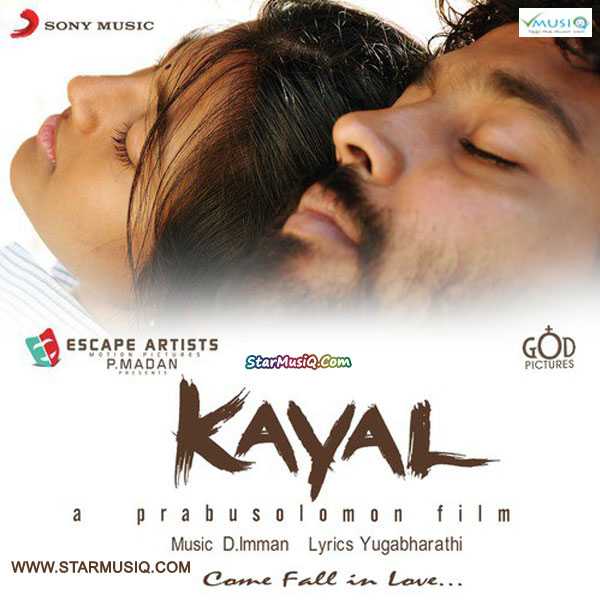 SONY MUSIC
VMUSIQ
ESCAPE ARTISTS
MOTION PICTURES
P.MADAN
PRESENTS
StarMusiQ.Com
GOD
PICTURES
KAYAL
a prabusolomon film
Music D.Imman Lyrics Yugabharathi
WWW.STARMUSIQ.COM
Come Fall in Love...